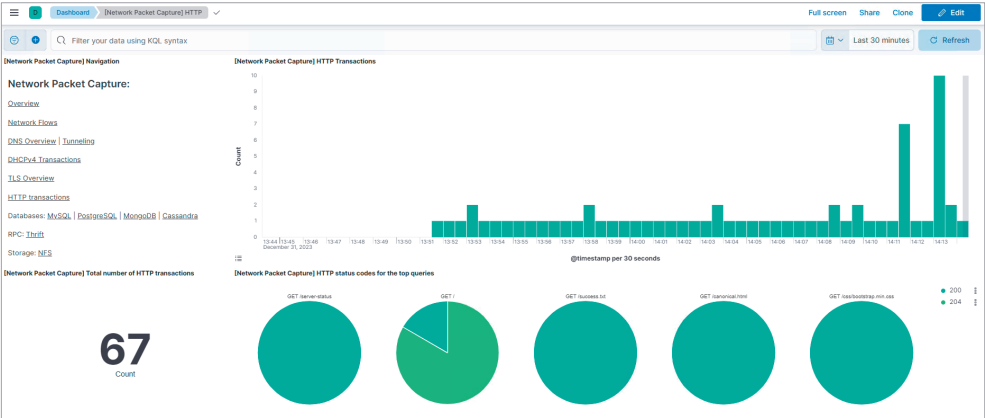 D Dashboard [Network Packet Capture] HTTP Full screen Share Clone Edit
Filter your data using KQL syntax Last 30 minutes Refresh
[Network Packet Capture] Navigation
Network Packet Capture:
Overview
Network Flows
DNS Overview | Tunneling
DHCPv4 Transactions
TLS Overview
HTTP transactions
Databases: MySQL | PostgreSQL | MongoDB | Cassandra
RPC: Thrift
Storage: NFS
[Network Packet Capture] HTTP Transactions
10
9
8
7
6
5
4
3
2
1
0
Count
13:44 13:45 13:46 13:47 13:48 13:49 13:50 13:51 13:52 13:53 13:54 13:55 13:56 13:57 13:58 13:59 14:00 14:01 14:02 14:03 14:04 14:05 14:06 14:07 14:08 14:09 14:10 14:11 14:12 14:13
December 31, 2023
@timestamp per 30 seconds
[Network Packet Capture] Total number of HTTP transactions
67
Count
[Network Packet Capture] HTTP status codes for the top queries
GET /server-status GET / GET /success.txt GET /canonical.html GET /css/bootstrap.min.css
200
204